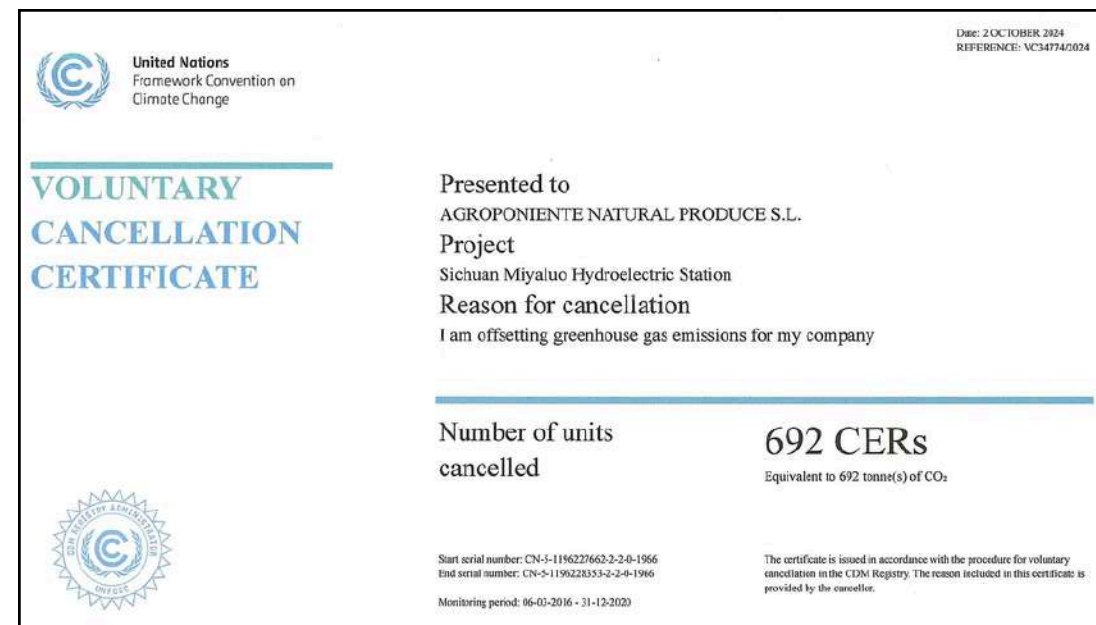 Date: 2 OCTOBER 2024
REFERENCE: VC34774/2024
United Nations
Framework Convention on
Climate Change
VOLUNTARY
CANCELLATION
CERTIFICATE
Presented to
AGROPONIENTE NATURAL PRODUCE S.L.
Project
Sichuan Miyaluo Hydroelectric Station
Reason for cancellation
I am offsetting greenhouse gas emissions for my company
Number of units
cancelled
692 CERs
Equivalent to 692 tonne(s) of CO₂
CDM REGISTRY ADMINISTRATOR
UNFCCC
Start serial number: CN-5-1196227662-2-2-0-1966
End serial number: CN-5-1196228353-2-2-0-1966
Monitoring period: 06-03-2016 - 31-12-2020
The certificate is issued in accordance with the procedure for voluntary
cancellation in the CDM Registry. The reason included in this certificate is
provided by the canceller.